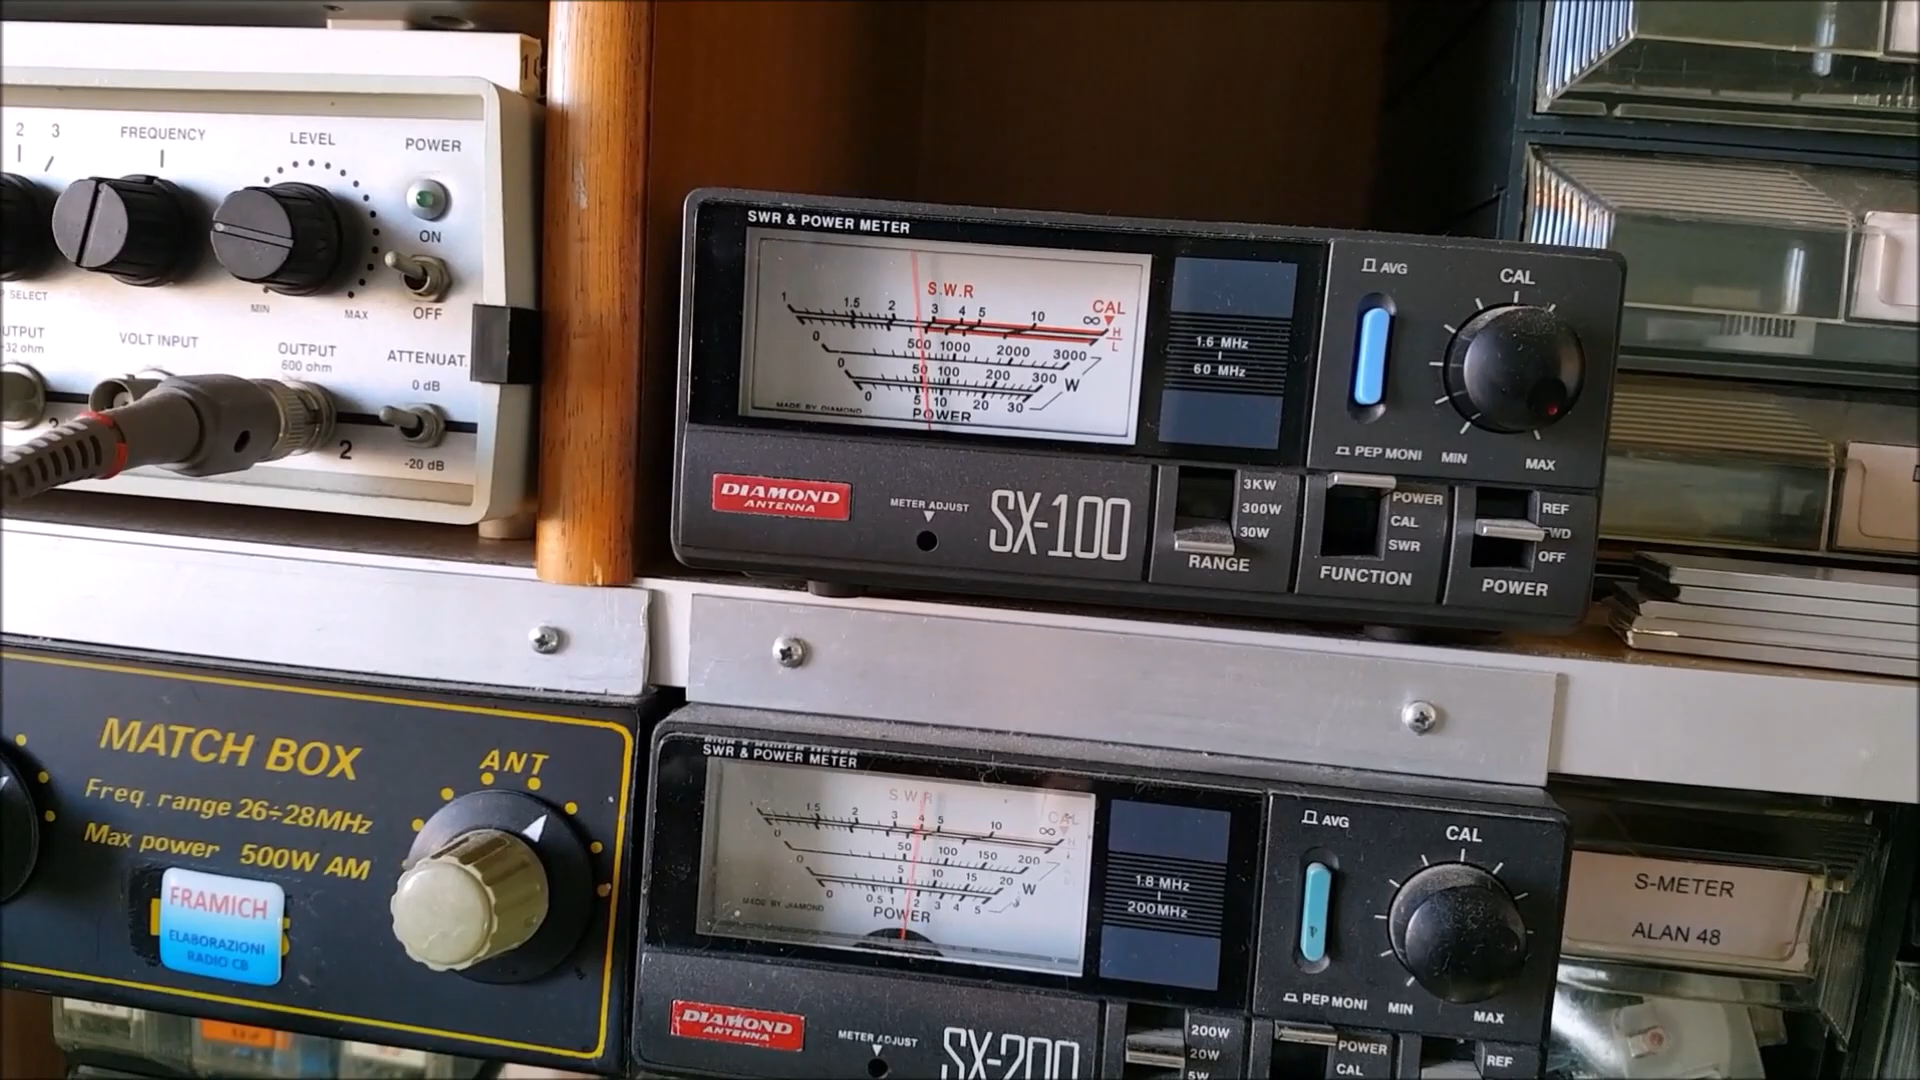 2 3
FREQUENCY
LEVEL
POWER
ON
OFF
MIN
MAX
SELECT
VOLT INPUT
OUTPUT
600 ohm
32 ohm
ATTENUAT.
0 dB
-20 dB
2
SWR & POWER METER
S.W.R
CAL
1 1.5 2 3 4 5 10 ∞
H
L
0 500 1000 2000 3000
0 50 100 200 300 W
0 5 10 20 30
MADE BY DIAMOND
POWER
1.6 MHz
60 MHz
AVG
CAL
PEP MONI
MIN
MAX
DIAMOND
ANTENNA
METER ADJUST
SX-100
3KW
300W
30W
RANGE
POWER
CAL
SWR
FUNCTION
REF
FWD
OFF
POWER
MATCH BOX
Freq. range 26÷28MHz
Max power 500W AM
ANT
FRAMICH
ELABORAZIONI
RADIO CB
SWR & POWER METER
S.W.R
CAL
1.5 2 3 4 5 10 ∞
0 50 100 150 200
0 5 10 15 20 W
0 0.5 1 2 3 4 5
MADE BY DIAMOND
POWER
1.8 MHz
200MHz
AVG
CAL
PEP MONI
MIN
MAX
DIAMOND
ANTENNA
METER ADJUST
SX-200
200W
20W
5W
POWER
CAL
REF
S-METER
ALAN 48